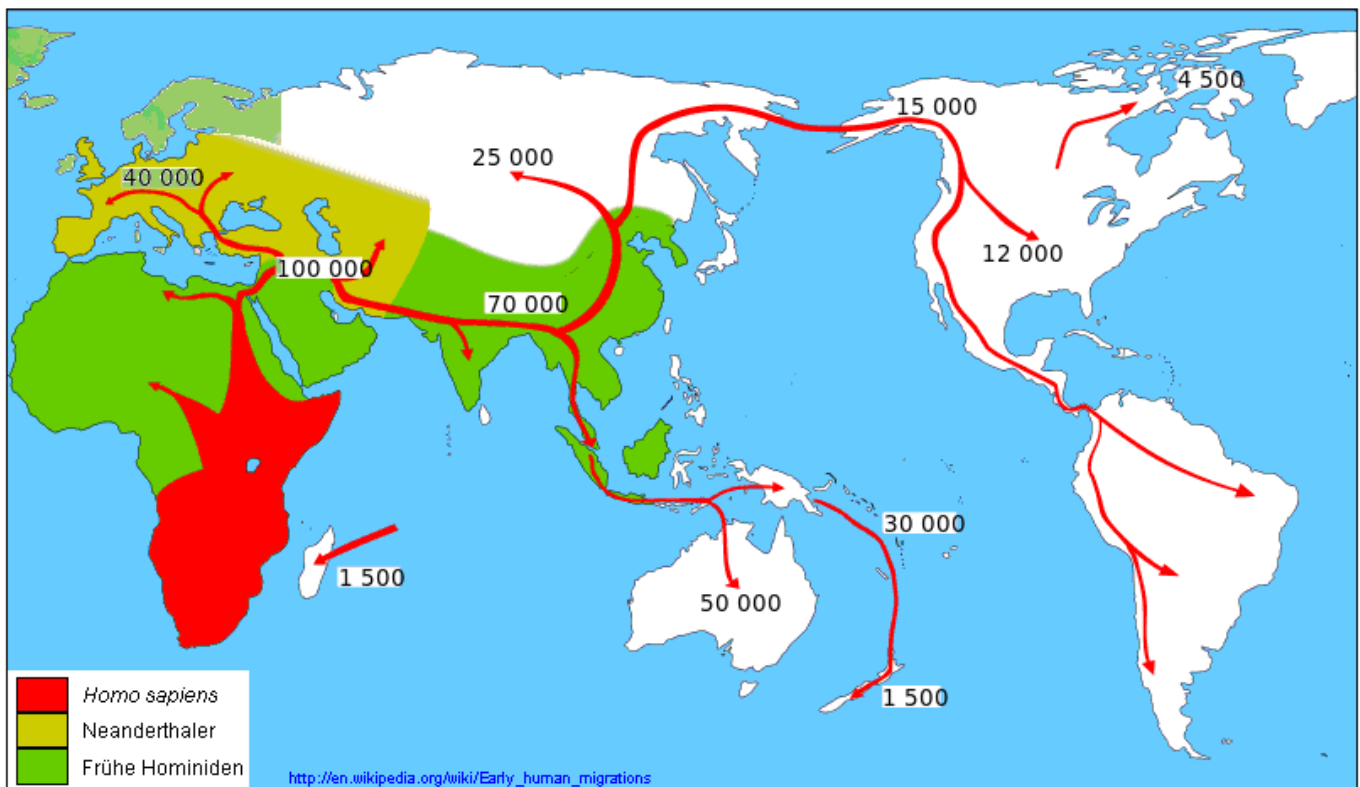 4 500
15 000
25 000
40 000
12 000
100 000
70 000
30 000
1 500
50 000
1 500
Homo sapiens
Neanderthaler
Frühe Hominiden
http://en.wikipedia.org/wiki/Early_human_migrations